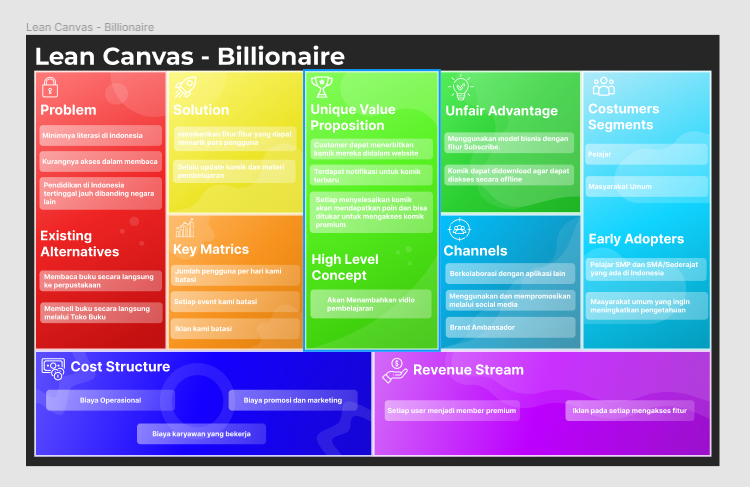 Lean Canvas - Billionaire
Lean Canvas - Billionaire
Problem
Minimnya literasi di Indonesia
Kurangnya akses dalam membaca
Pendidikan di Indonesia
tertinggal jauh dibanding negara
lain
Existing
Alternatives
Membaca buku secara langsung
ke perpustakaan
Membeli buku secara langsung
melalui Toko Buku
Solution
memberikan fitur fitur yang dapat
menarik para pengguna
Selalu update komik dan materi
pembelajaran
Key Matrics
Jumlah pengguna per hari kami
batasi
Setiap event kami batasi
Iklan kami batasi
Unique Value
Proposition
Customer dapat menerbitkan
komik mereka didalam website
Terdapat notifikasi untuk komik
terbaru
Setiap menyelesaikan komik
akan mendapatkan poin dan bisa
ditukar untuk mengakses komik
premium
High Level
Concept
Akan Menambahkan vidio
pembelajaran
Unfair Advantage
Menggunakan model bisnis dengan
fitur Subscribe.
Komik dapat didownload agar dapat
diakses secara offline
Channels
Berkolaborasi dengan aplikasi lain
Menggunakan dan mempromosikan
melalui social media
Brand Ambassador
Costumers
Segments
Pelajar
Masyarakat Umum
Early Adopters
Pelajar SMP dan SMA/Sederajat
yang ada di Indonesia
Masyarakat umum yang ingin
meningkatkan pengetahuan
Cost Structure
Biaya Operasional
Biaya promosi dan marketing
Biaya karyawan yang bekerja
Revenue Stream
Setiap user menjadi member premium
Iklan pada setiap mengakses fitur